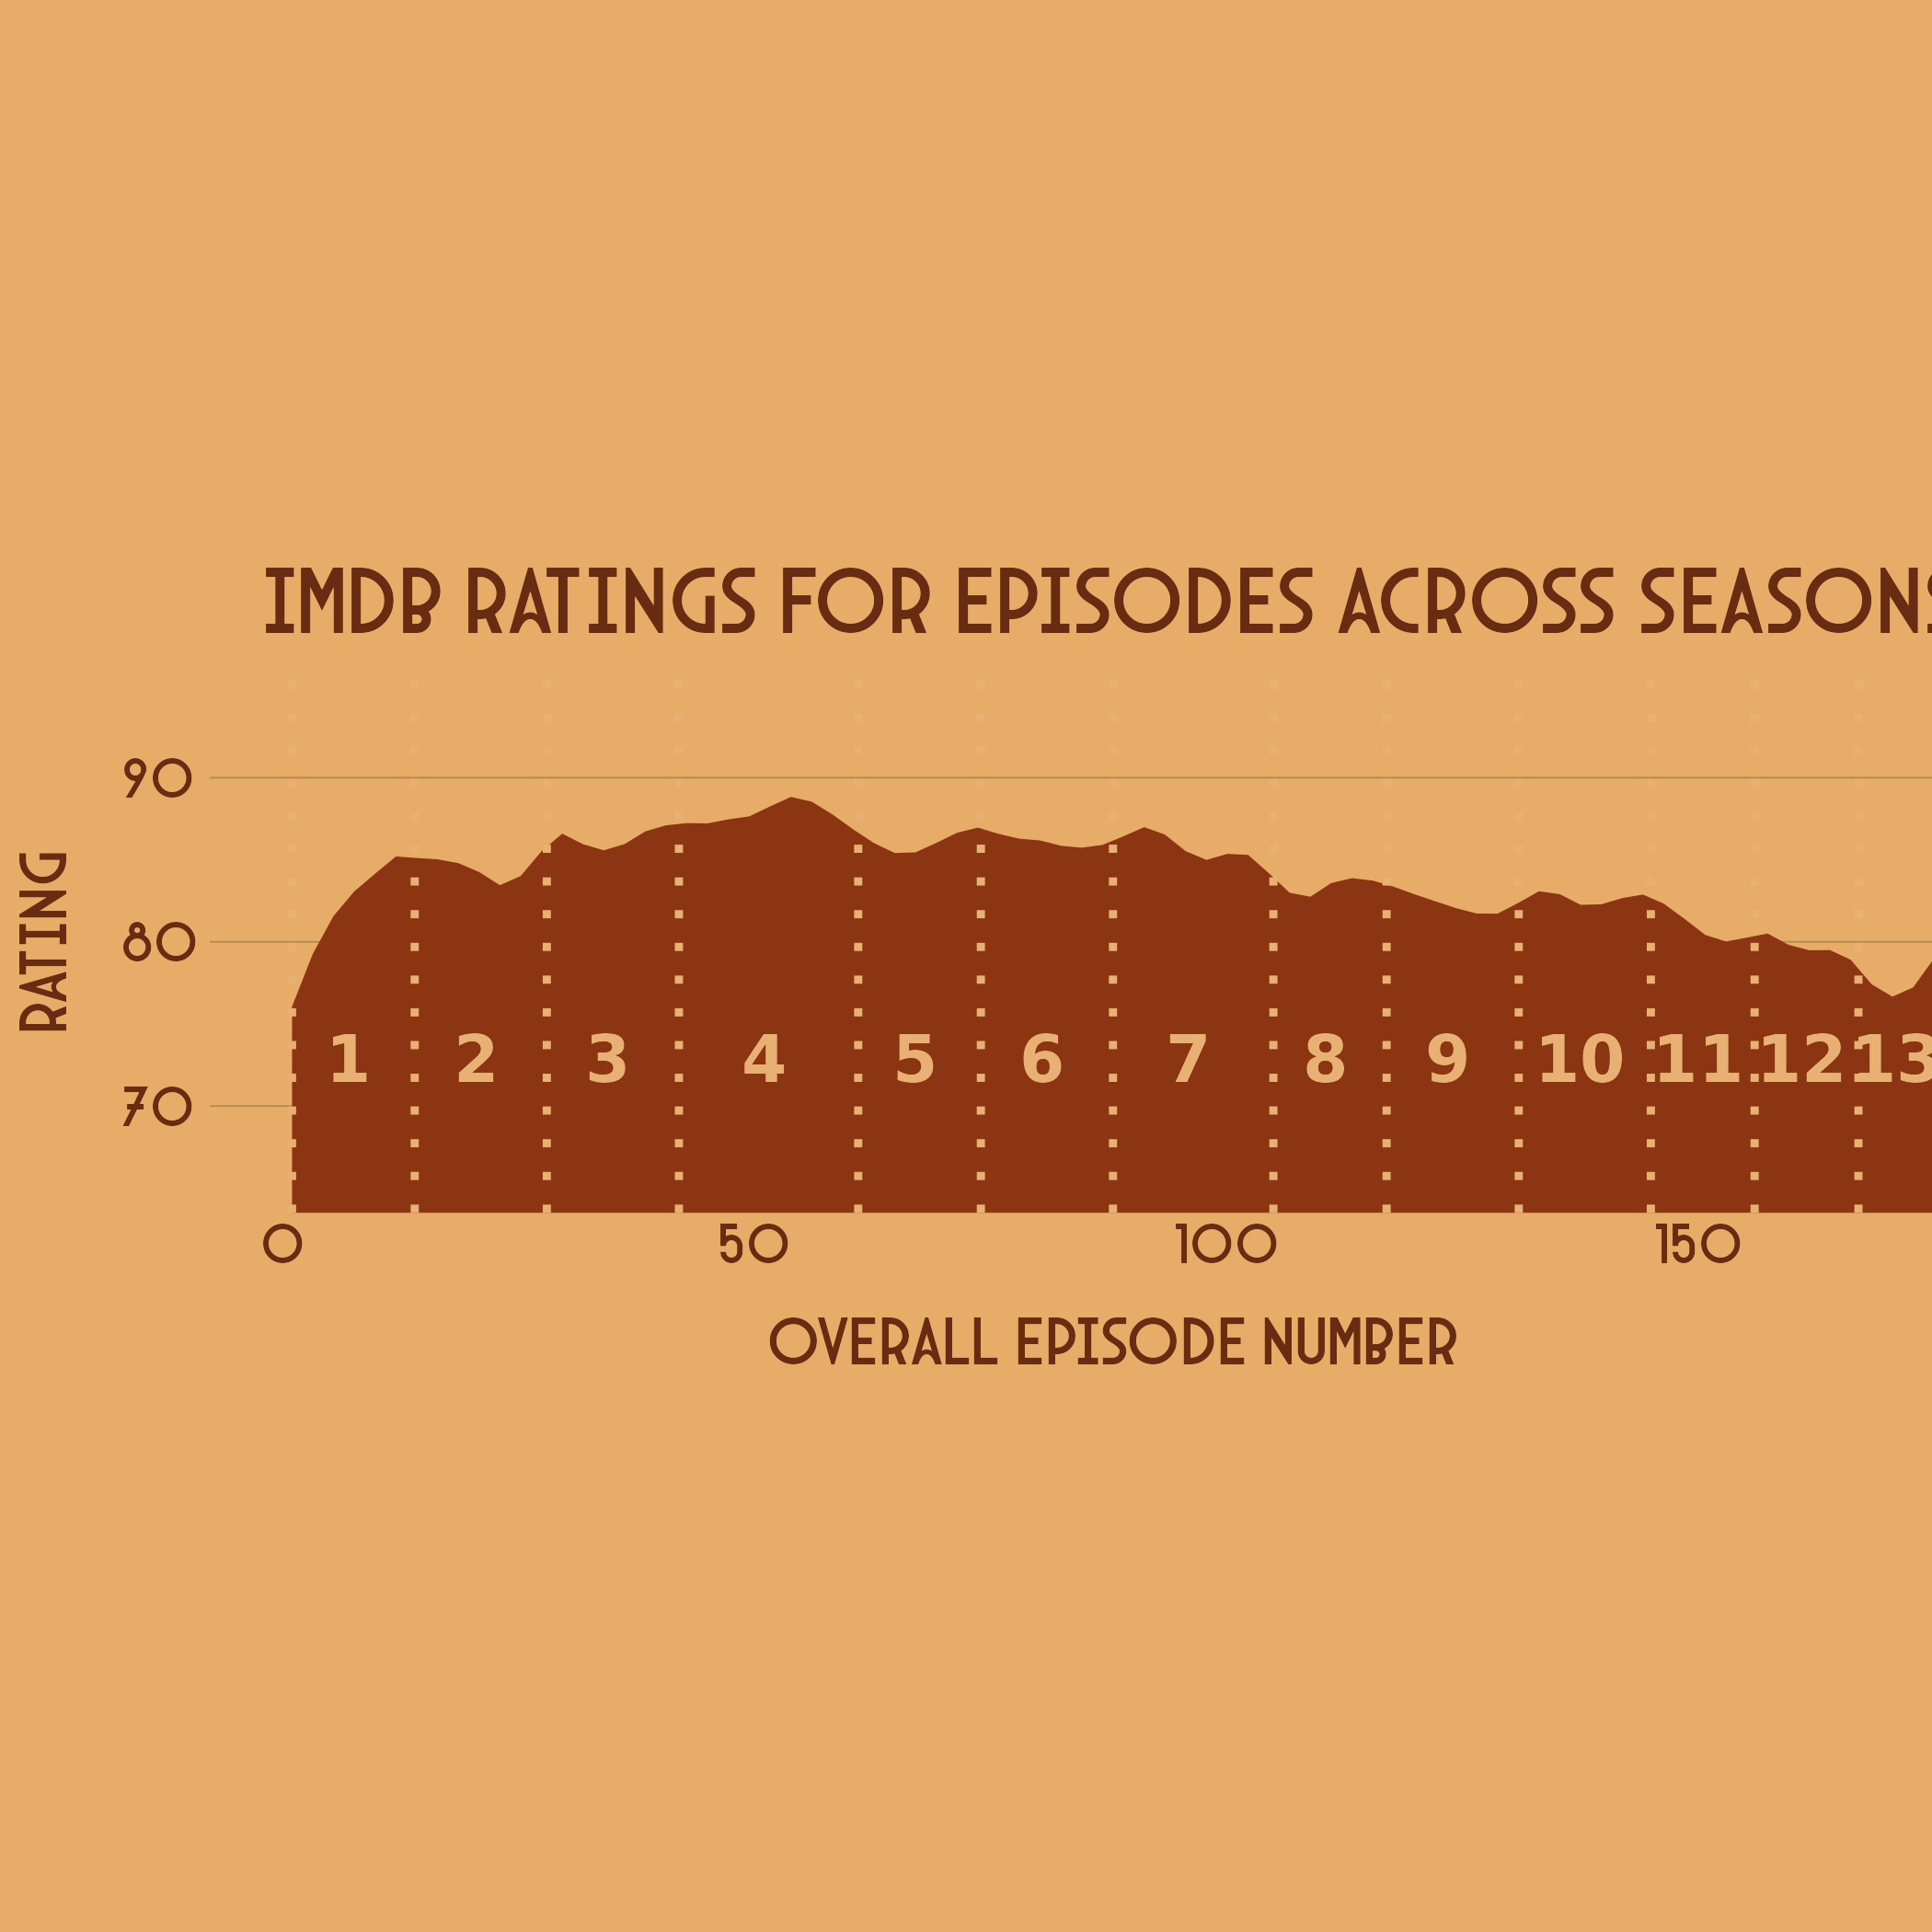 IMDB RATINGS FOR EPISODES ACROSS SEASONS
90
80
70
RATING
1 2 3 4 5 6 7 8 9 10 11 12 13
0 50 100 150
OVERALL EPISODE NUMBER